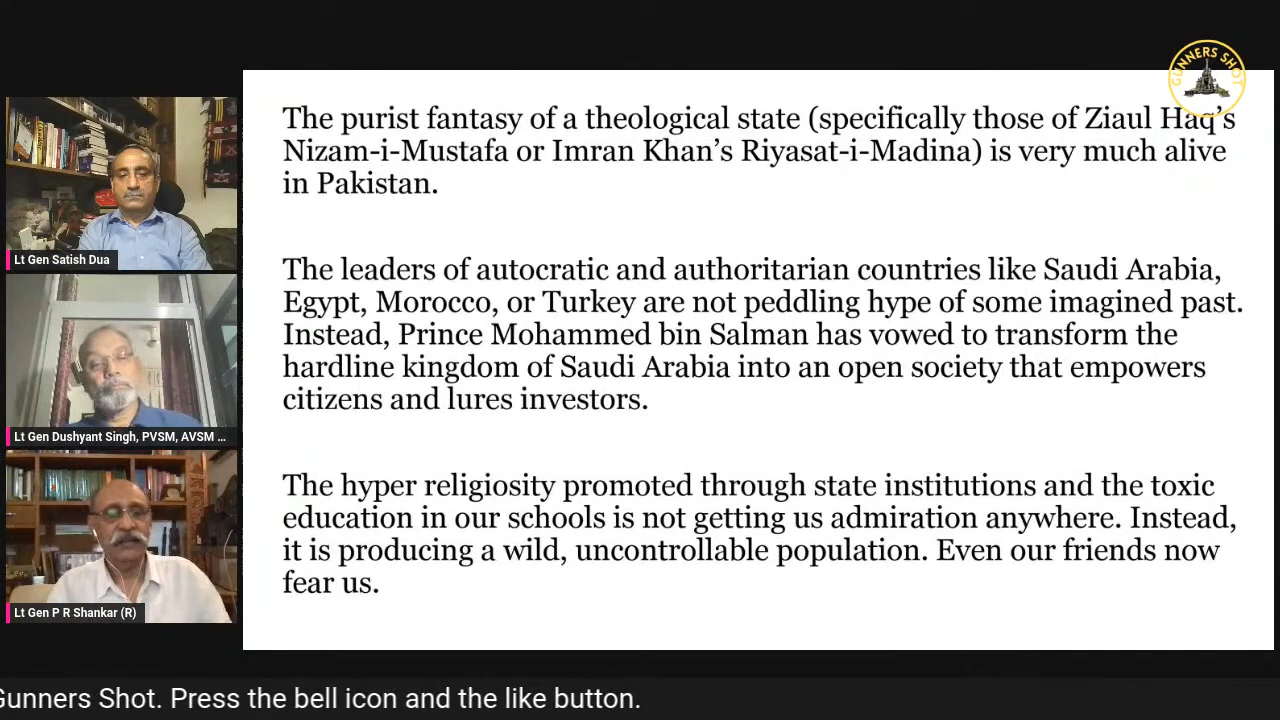 GUNNERS SHOT
The purist fantasy of a theological state (specifically those of Ziaul Haq’s
Nizam-i-Mustafa or Imran Khan’s Riyasat-i-Madina) is very much alive
in Pakistan.
The leaders of autocratic and authoritarian countries like Saudi Arabia,
Egypt, Morocco, or Turkey are not peddling hype of some imagined past.
Instead, Prince Mohammed bin Salman has vowed to transform the
hardline kingdom of Saudi Arabia into an open society that empowers
citizens and lures investors.
The hyper religiosity promoted through state institutions and the toxic
education in our schools is not getting us admiration anywhere. Instead,
it is producing a wild, uncontrollable population. Even our friends now
fear us.
Lt Gen Satish Dua
Lt Gen Dushyant Singh, PVSM, AVSM ...
Lt Gen P R Shankar (R)
Gunners Shot. Press the bell icon and the like button.